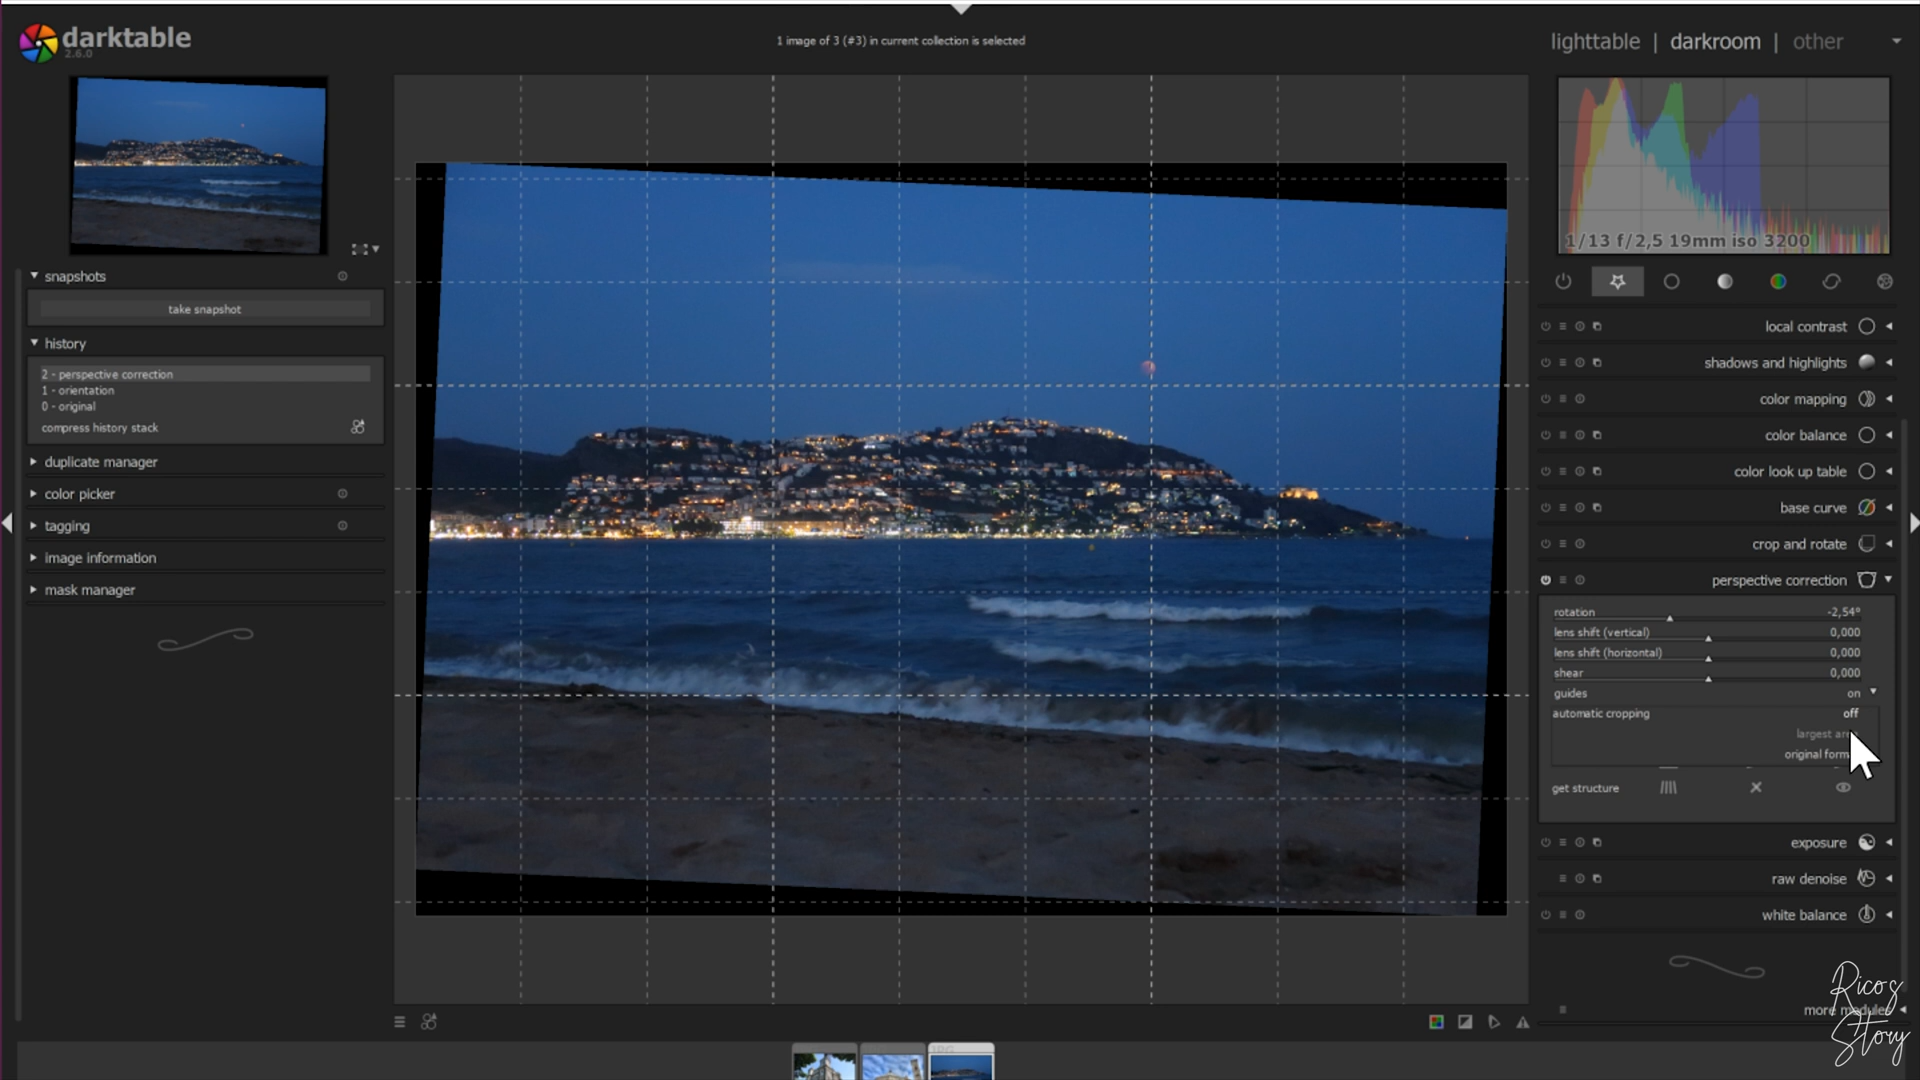 darktable
2.6.0
1 image of 3 (#3) in current collection is selected
lighttable | darkroom | other
1/13 f/2,5 19mm iso 3200
snapshots
take snapshot
history
2 - perspective correction
1 - orientation
0 - original
compress history stack
duplicate manager
color picker
tagging
image information
mask manager
local contrast
shadows and highlights
color mapping
color balance
color look up table
base curve
crop and rotate
perspective correction
rotation -2,54°
lens shift (vertical) 0,000
lens shift (horizontal) 0,000
shear 0,000
guides on
automatic cropping off
largest
original
get structure
exposure
raw denoise
white balance
more
Rico's
Story